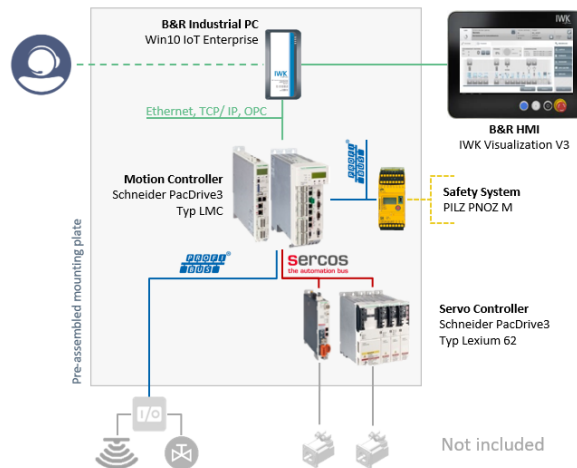 B&R Industrial PC
Win10 IoT Enterprise
IWK
IWK
Ethernet, TCP/ IP, OPC
B&R HMI
IWK Visualization V3
Motion Controller
Schneider PacDrive3
Typ LMC
PROFI
BUS
Safety System
PILZ PNOZ M
PROFI
BUS
sercos
the automation bus
Pre-assembled mounting plate
Servo Controller
Schneider PacDrive3
Typ Lexium 62
I/O
Not included